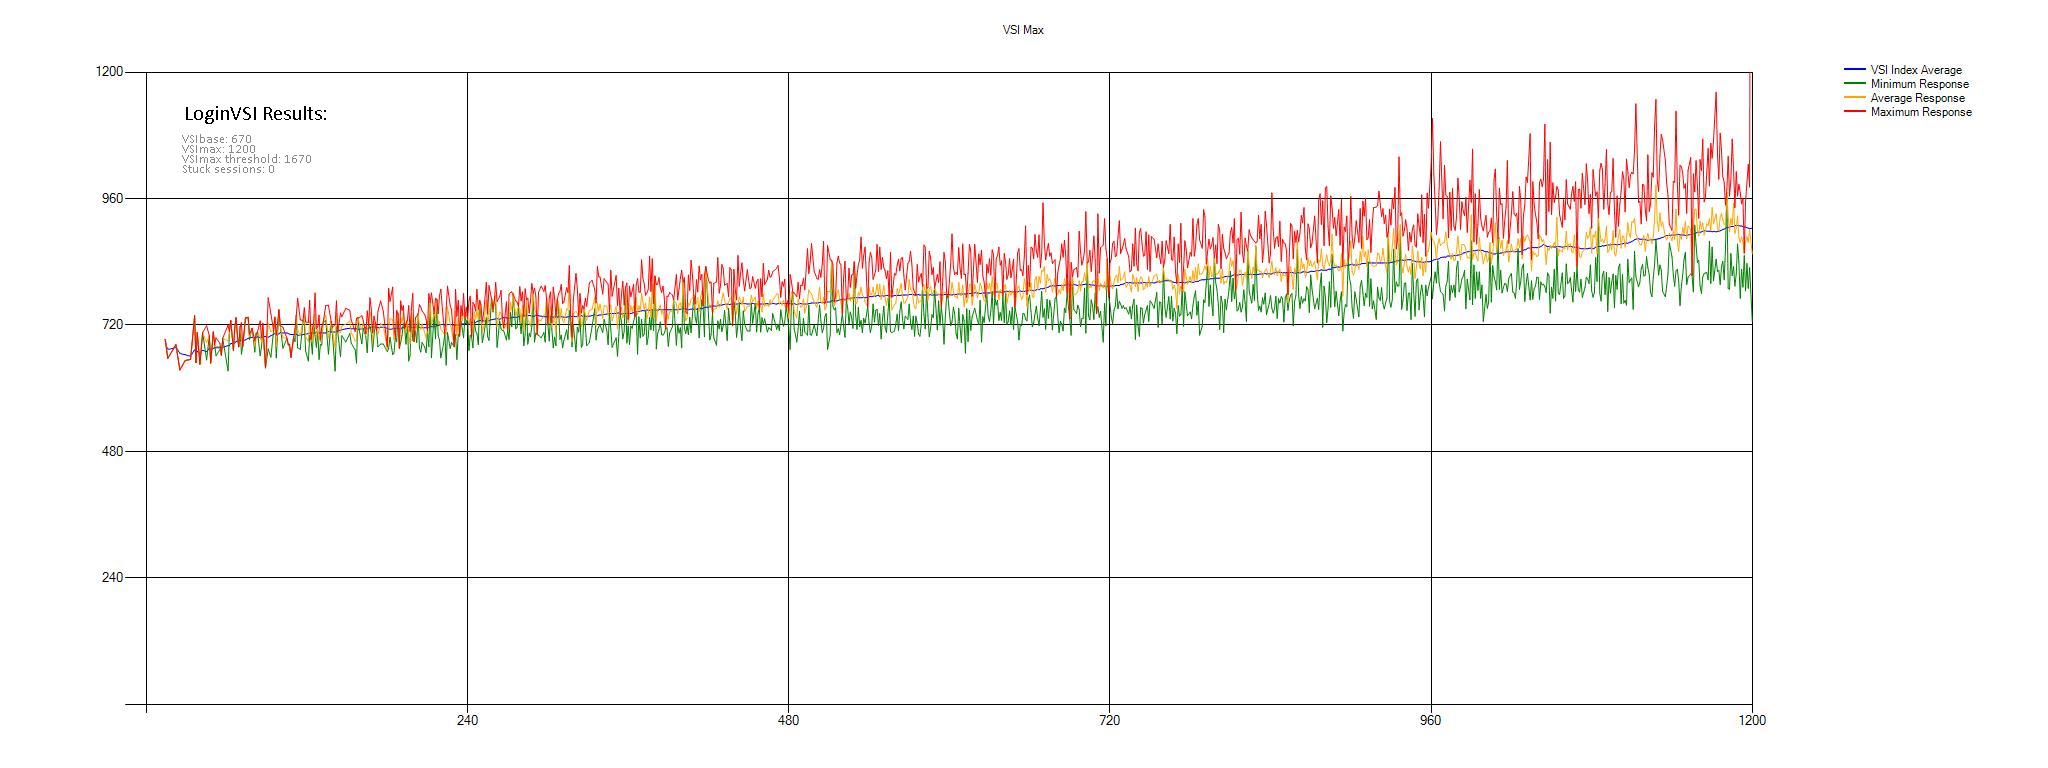 VSI Max
1200
960
720
480
240
LoginVSI Results:
VSIbase: 670
VSImax: 1200
VSImax threshold: 1670
Stuck sessions: 0
VSI Index Average
Minimum Response
Average Response
Maximum Response
240 480 720 960 1200